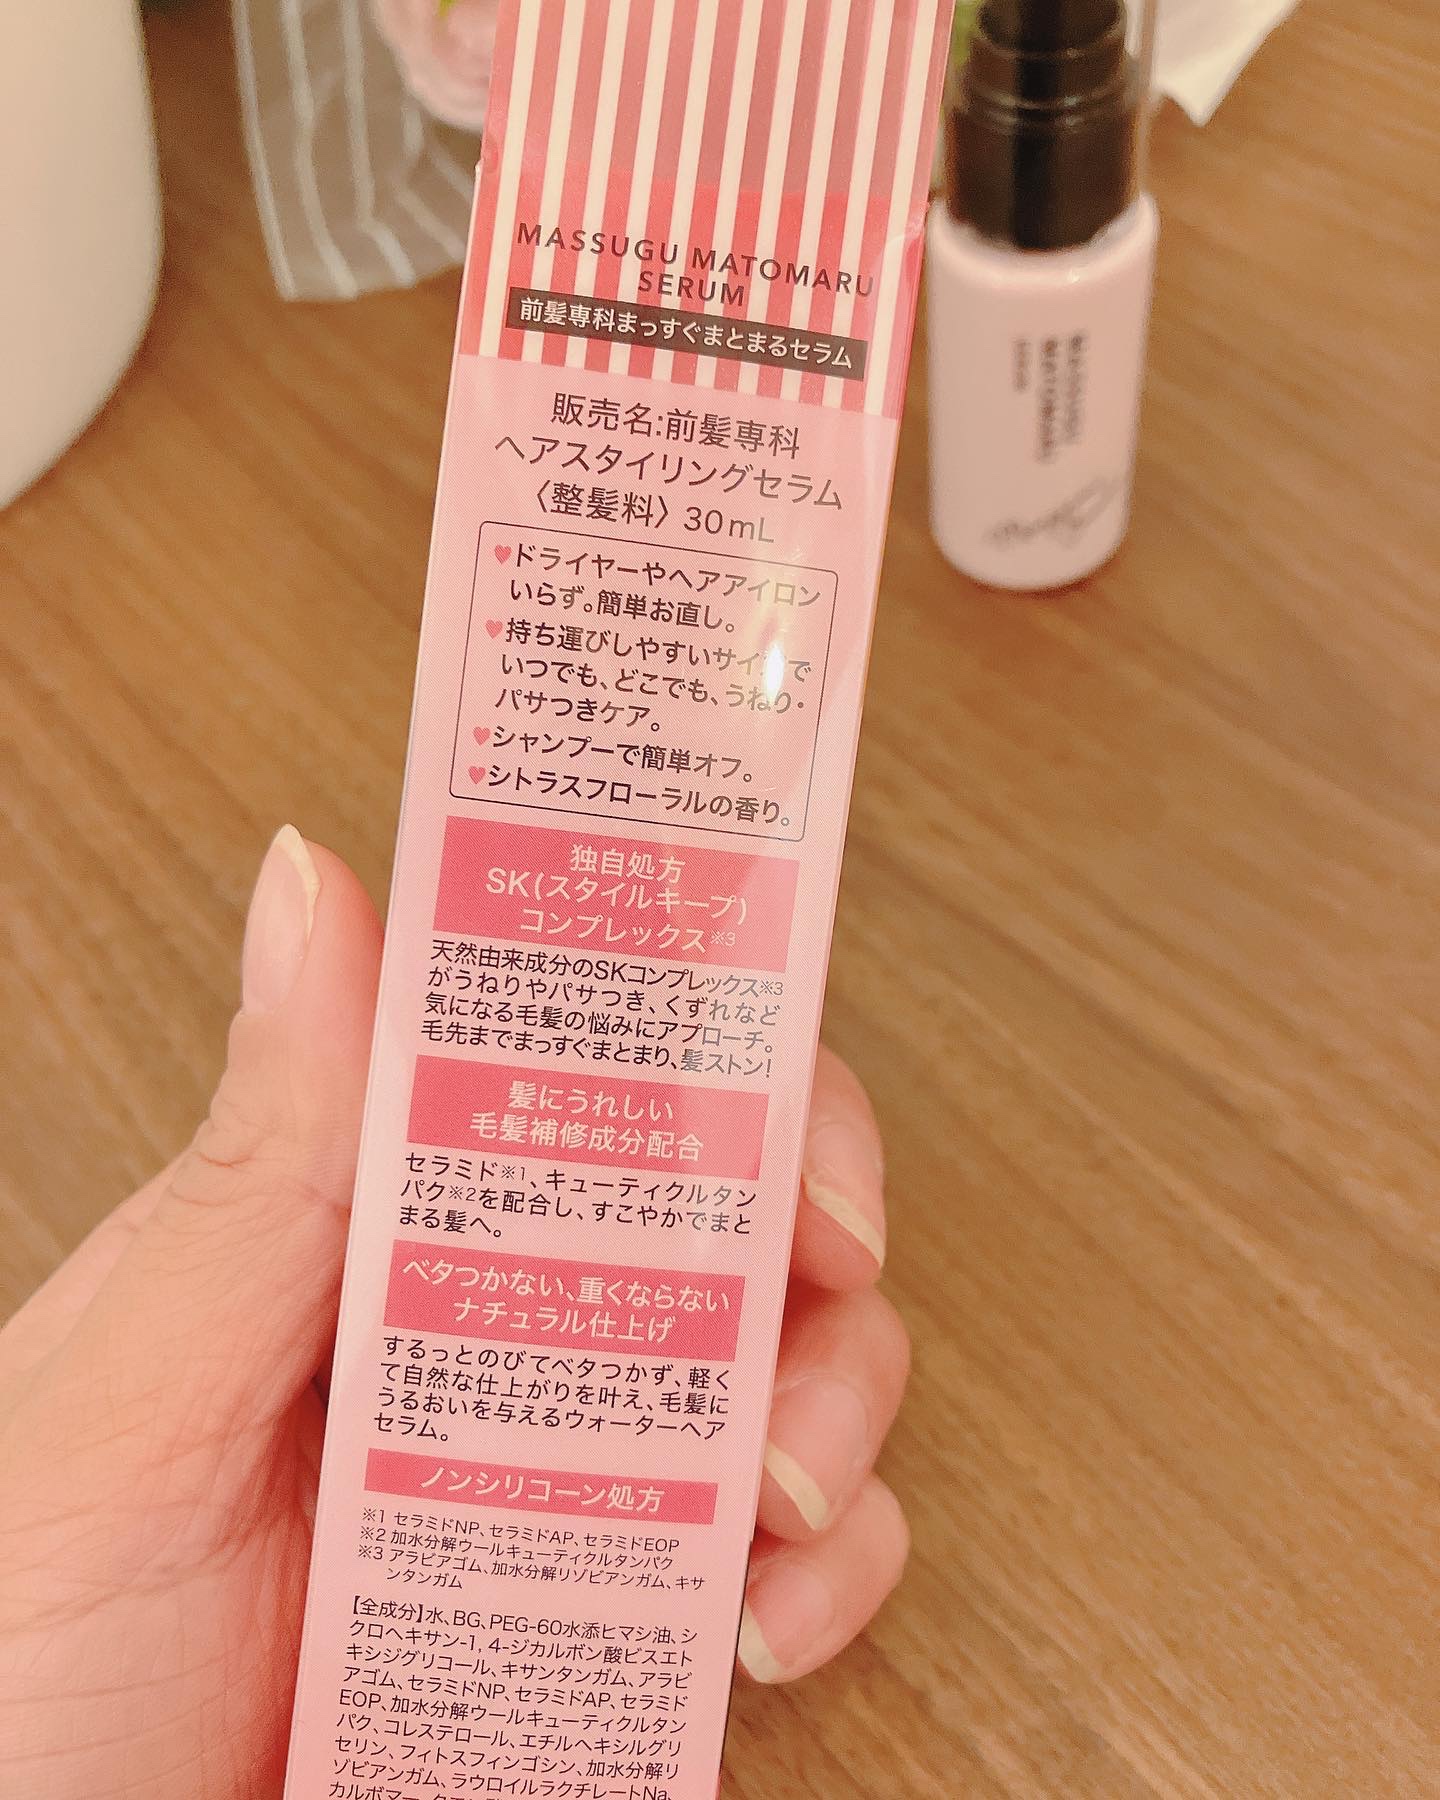 MASSUGU MATOMARU
SERUM
前髪専科まっすぐまとまるセラム
販売名:前髪専科
ヘアスタイリングセラム
〈整髪料〉 30mL
♥ドライヤーやヘアアイロン
いらず。簡単お直し。
♥持ち運びしやすいサイズで
いつでも、どこでも、うねり・
パサつきケア。
♥シャンプーで簡単オフ。
♥シトラスフローラルの香り。
独自処方
SK(スタイルキープ)
コンプレックス※3
天然由来成分のSKコンプレックス※3
がうねりやパサつき、くずれなど
気になる毛髪の悩みにアプローチ。
毛先までまっすぐまとまり、髪ストン!
髪にうれしい
毛髪補修成分配合
セラミド※1、キューティクルタン
パク※2を配合し、すこやかでまと
まる髪へ。
ベタつかない、重くならない
ナチュラル仕上げ
するっとのびてベタつかず、軽く
て自然な仕上がりを叶え、毛髪に
うるおいを与えるウォーターヘア
セラム。
ノンシリコーン処方
※1 セラミドNP、セラミドAP、セラミドEOP
※2 加水分解ウールキューティクルタンパク
※3 アラビアゴム、加水分解リゾビアンガム、キサ
ンタンガム
【全成分】水、BG、PEG-60水添ヒマシ油、シ
クロヘキサン-1, 4-ジカルボン酸ビスエト
キシジグリコール、キサンタンガム、アラビ
アゴム、セラミドNP、セラミドAP、セラミド
EOP、加水分解ウールキューティクルタン
パク、コレステロール、エチルヘキシルグリ
セリン、フィトスフィンゴシン、加水分解リ
ゾビアンガム、ラウロイルラクチレートNa、
カルボマー、
MASSUGU
MATOMARU
SERUM